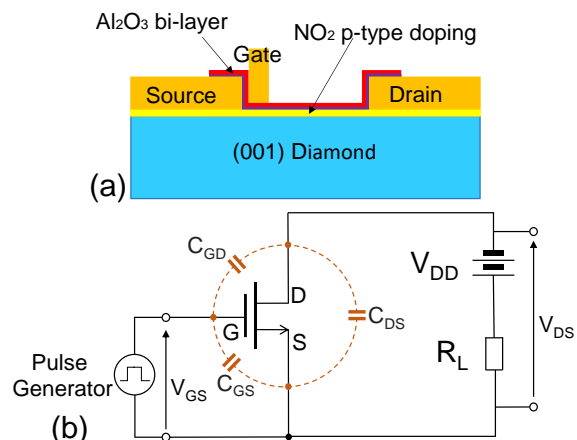 Al₂O₃ bi-layer
NO₂ p-type doping
Gate
Source
Drain
(001) Diamond
(a)
C_GD
V_DD
D
C_DS
G
S
V_DS
Pulse
Generator
V_GS
C_GS
R_L
(b)